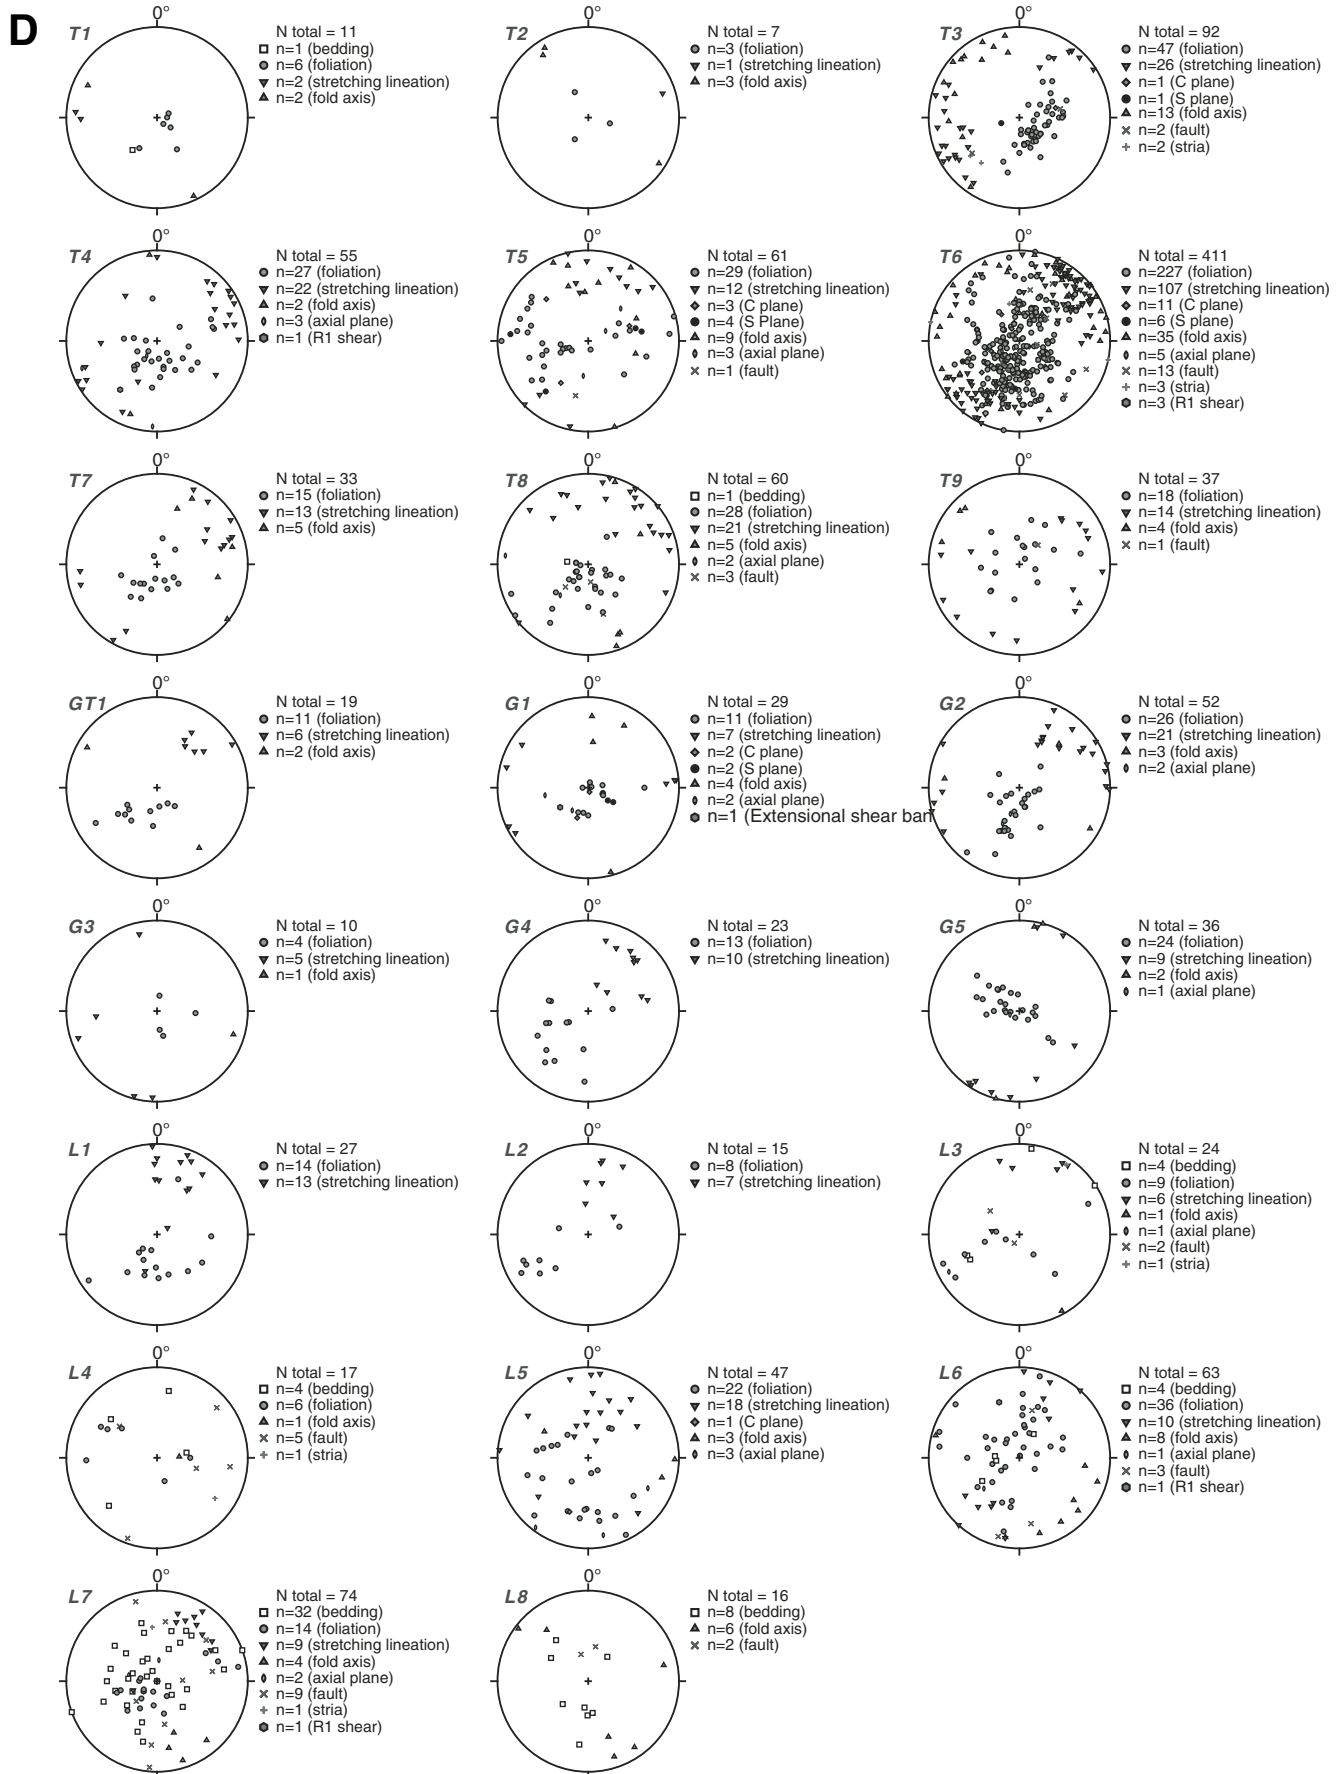 D
T1
0°
N total = 11
n=1 (bedding)
n=6 (foliation)
n=2 (stretching lineation)
n=2 (fold axis)
T2
0°
N total = 7
n=3 (foliation)
n=1 (stretching lineation)
n=3 (fold axis)
T3
0°
N total = 92
n=47 (foliation)
n=26 (stretching lineation)
n=1 (C plane)
n=1 (S plane)
n=13 (fold axis)
n=2 (fault)
n=2 (stria)
T4
0°
N total = 55
n=27 (foliation)
n=22 (stretching lineation)
n=2 (fold axis)
n=3 (axial plane)
n=1 (R1 shear)
T5
0°
N total = 61
n=29 (foliation)
n=12 (stretching lineation)
n=3 (C plane)
n=4 (S Plane)
n=9 (fold axis)
n=3 (axial plane)
n=1 (fault)
T6
0°
N total = 411
n=227 (foliation)
n=107 (stretching lineation)
n=11 (C plane)
n=6 (S plane)
n=35 (fold axis)
n=5 (axial plane)
n=13 (fault)
n=3 (stria)
n=3 (R1 shear)
T7
0°
N total = 33
n=15 (foliation)
n=13 (stretching lineation)
n=5 (fold axis)
T8
0°
N total = 60
n=1 (bedding)
n=28 (foliation)
n=21 (stretching lineation)
n=5 (fold axis)
n=2 (axial plane)
n=3 (fault)
T9
0°
N total = 37
n=18 (foliation)
n=14 (stretching lineation)
n=4 (fold axis)
n=1 (fault)
GT1
0°
N total = 19
n=11 (foliation)
n=6 (stretching lineation)
n=2 (fold axis)
G1
0°
N total = 29
n=11 (foliation)
n=7 (stretching lineation)
n=2 (C plane)
n=2 (S plane)
n=4 (fold axis)
n=2 (axial plane)
n=1 (Extensional shear ban
G2
0°
N total = 52
n=26 (foliation)
n=21 (stretching lineation)
n=3 (fold axis)
n=2 (axial plane)
G3
0°
N total = 10
n=4 (foliation)
n=5 (stretching lineation)
n=1 (fold axis)
G4
0°
N total = 23
n=13 (foliation)
n=10 (stretching lineation)
G5
0°
N total = 36
n=24 (foliation)
n=9 (stretching lineation)
n=2 (fold axis)
n=1 (axial plane)
L1
0°
N total = 27
n=14 (foliation)
n=13 (stretching lineation)
L2
0°
N total = 15
n=8 (foliation)
n=7 (stretching lineation)
L3
0°
N total = 24
n=4 (bedding)
n=9 (foliation)
n=6 (stretching lineation)
n=1 (fold axis)
n=1 (axial plane)
n=2 (fault)
n=1 (stria)
L4
0°
N total = 17
n=4 (bedding)
n=6 (foliation)
n=1 (fold axis)
n=5 (fault)
n=1 (stria)
L5
0°
N total = 47
n=22 (foliation)
n=18 (stretching lineation)
n=1 (C plane)
n=3 (fold axis)
n=3 (axial plane)
L6
0°
N total = 63
n=4 (bedding)
n=36 (foliation)
n=10 (stretching lineation)
n=8 (fold axis)
n=1 (axial plane)
n=3 (fault)
n=1 (R1 shear)
L7
0°
N total = 74
n=32 (bedding)
n=14 (foliation)
n=9 (stretching lineation)
n=4 (fold axis)
n=2 (axial plane)
n=9 (fault)
n=1 (stria)
n=1 (R1 shear)
L8
0°
N total = 16
n=8 (bedding)
n=6 (fold axis)
n=2 (fault)